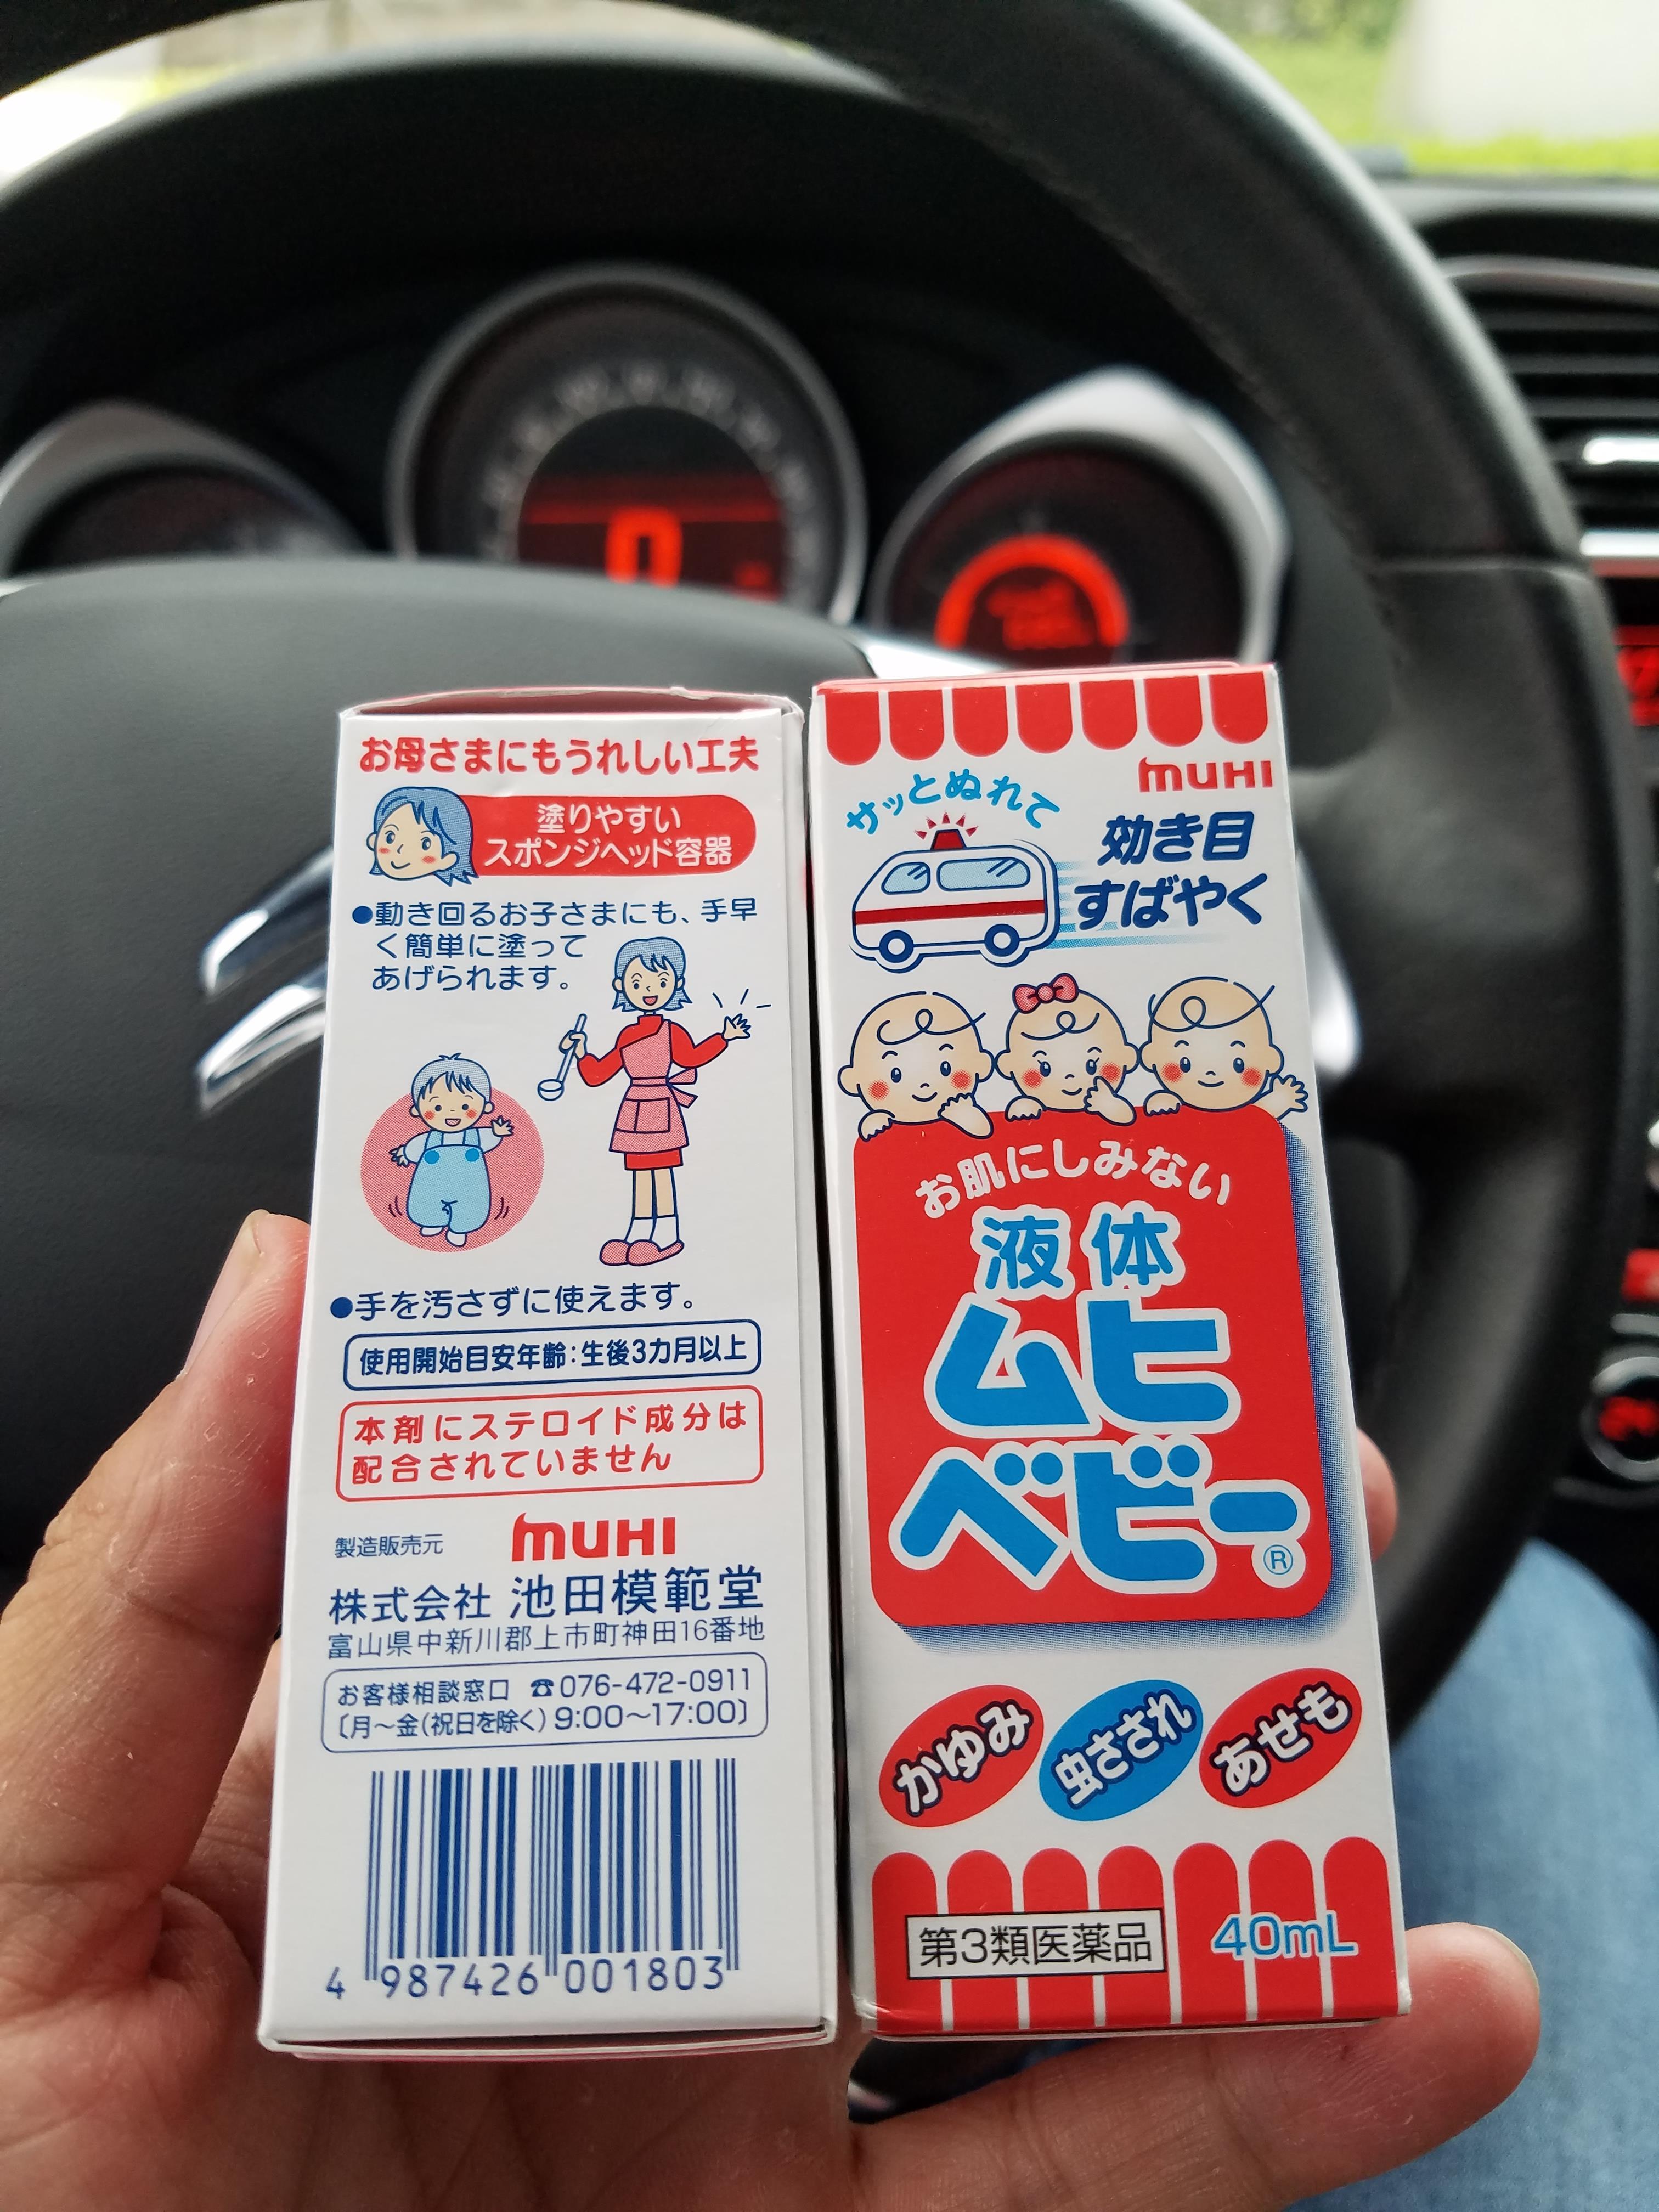 お母さまにもうれしい工夫
塗りやすい
スポンジヘッド容器
●動き回るお子さまにも、手早
く簡単に塗って
あげられます。
●手を汚さずに使えます。
使用開始目安年齢:生後3カ月以上
本剤にステロイド成分は
配合されていません
製造販売元 MUHI
株式会社 池田模範堂
富山県中新川郡上市町神田16番地
お客様相談窓口 ☎076-472-0911
〔月〜金(祝日を除く) 9:00〜17:00〕
4 987426 001803
MUHI
サッとぬれて
効き目
すばやく
お肌にしみない
液体
ムヒ
ベビー®
かゆみ
虫さされ
あせも
第3類医薬品
40mL
0